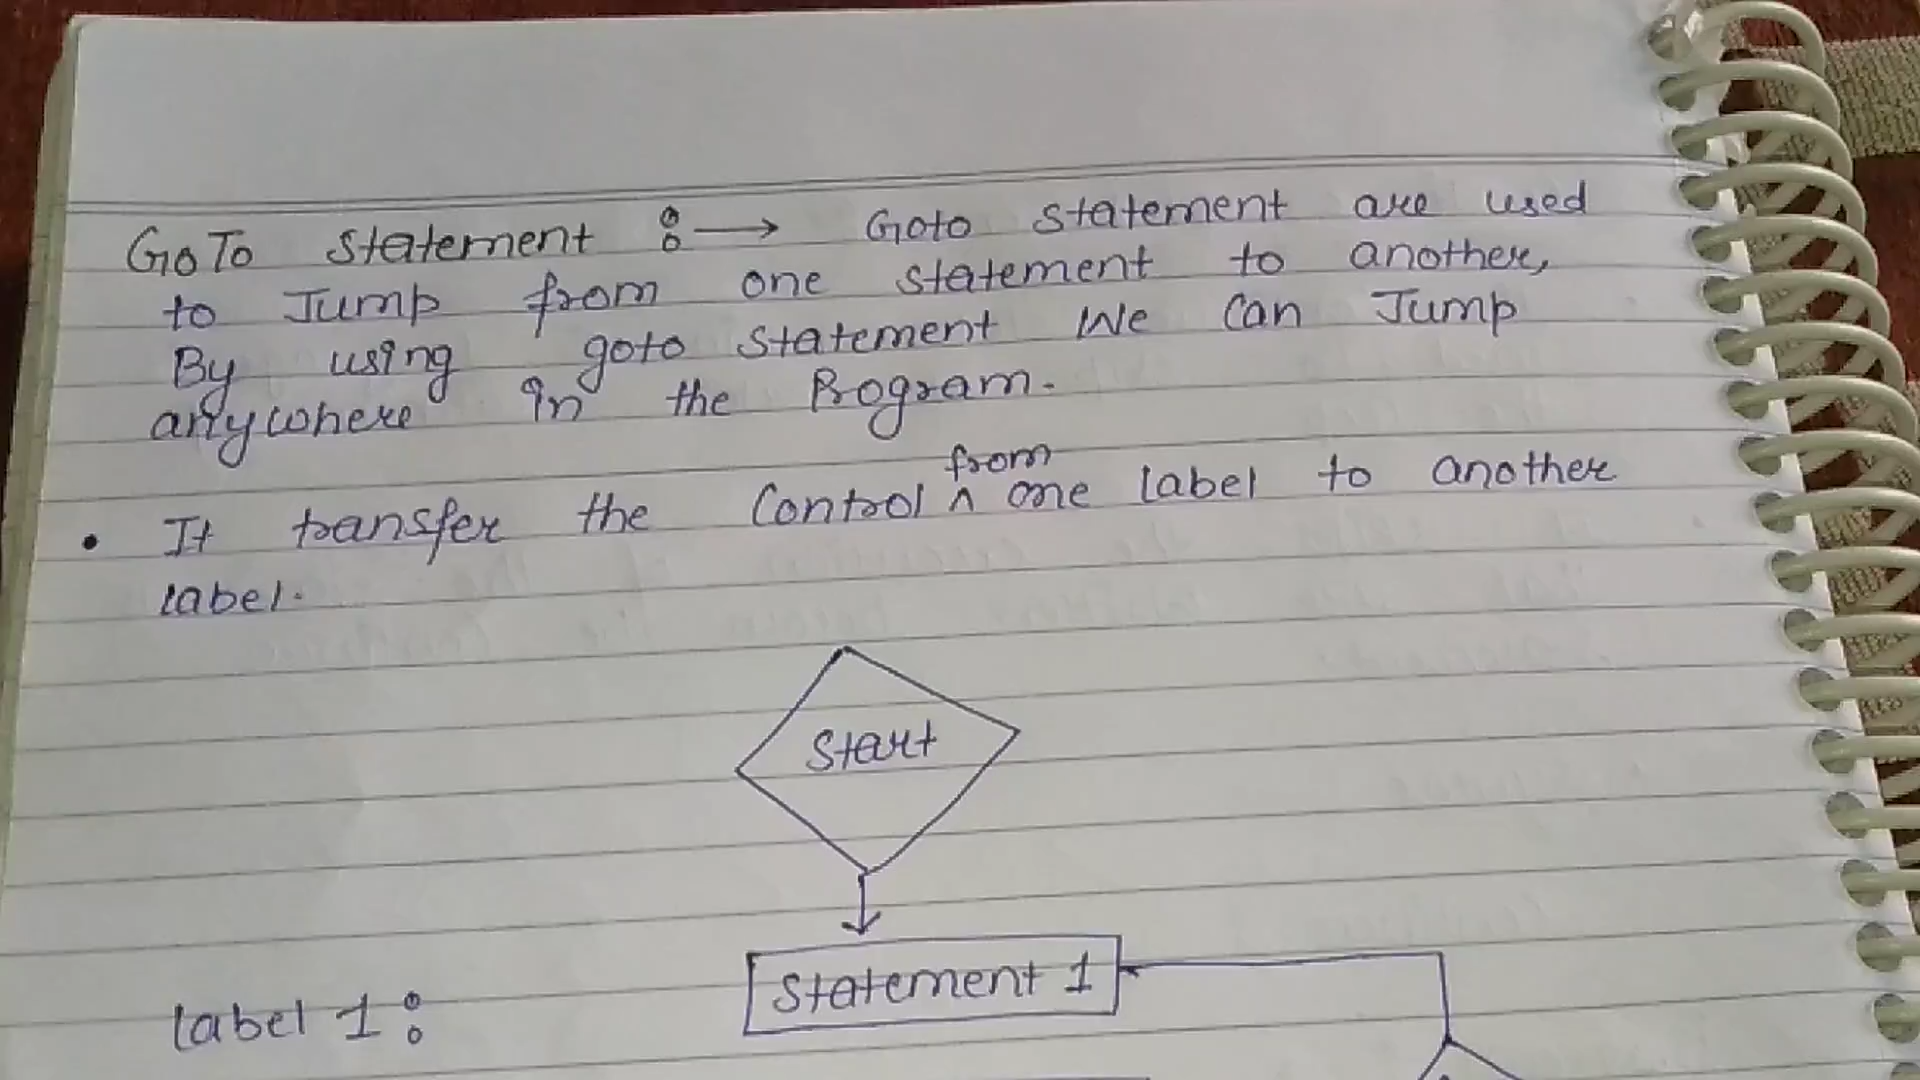 GoTo Statement :→ Goto Statement are used
to Jump from one statement to another,
By using goto statement We Can Jump
anywhere in the Program.
• It transfer the Control ^ from one label to another
label.
Start
Statement 1
label 1 :